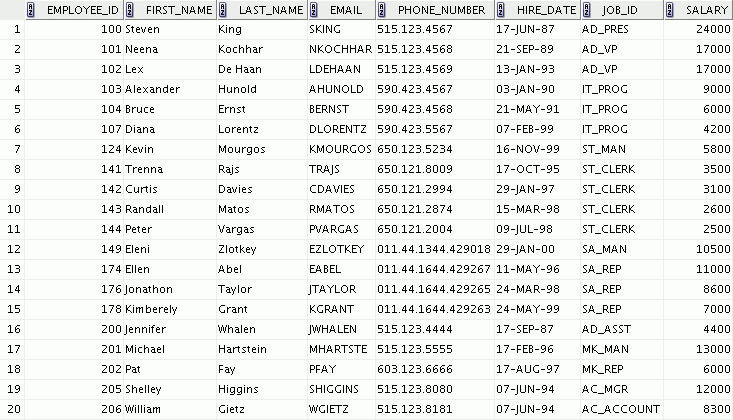 EMPLOYEE_ID FIRST_NAME LAST_NAME EMAIL PHONE_NUMBER HIRE_DATE JOB_ID SALARY
1 100 Steven King SKING 515.123.4567 17-JUN-87 AD_PRES 24000
2 101 Neena Kochhar NKOCHHAR 515.123.4568 21-SEP-89 AD_VP 17000
3 102 Lex De Haan LDEHAAN 515.123.4569 13-JAN-93 AD_VP 17000
4 103 Alexander Hunold AHUNOLD 590.423.4567 03-JAN-90 IT_PROG 9000
5 104 Bruce Ernst BERNST 590.423.4568 21-MAY-91 IT_PROG 6000
6 107 Diana Lorentz DLORENTZ 590.423.5567 07-FEB-99 IT_PROG 4200
7 124 Kevin Mourgos KMOURGOS 650.123.5234 16-NOV-99 ST_MAN 5800
8 141 Trenna Rajs TRAJS 650.121.8009 17-OCT-95 ST_CLERK 3500
9 142 Curtis Davies CDAVIES 650.121.2994 29-JAN-97 ST_CLERK 3100
10 143 Randall Matos RMATOS 650.121.2874 15-MAR-98 ST_CLERK 2600
11 144 Peter Vargas PVARGAS 650.121.2004 09-JUL-98 ST_CLERK 2500
12 149 Eleni Zlotkey EZLOTKEY 011.44.1344.429018 29-JAN-00 SA_MAN 10500
13 174 Ellen Abel EABEL 011.44.1644.429267 11-MAY-96 SA_REP 11000
14 176 Jonathon Taylor JTAYLOR 011.44.1644.429265 24-MAR-98 SA_REP 8600
15 178 Kimberely Grant KGRANT 011.44.1644.429263 24-MAY-99 SA_REP 7000
16 200 Jennifer Whalen JWHALEN 515.123.4444 17-SEP-87 AD_ASST 4400
17 201 Michael Hartstein MHARTSTE 515.123.5555 17-FEB-96 MK_MAN 13000
18 202 Pat Fay PFAY 603.123.6666 17-AUG-97 MK_REP 6000
19 205 Shelley Higgins SHIGGINS 515.123.8080 07-JUN-94 AC_MGR 12000
20 206 William Gietz WGIETZ 515.123.8181 07-JUN-94 AC_ACCOUNT 8300